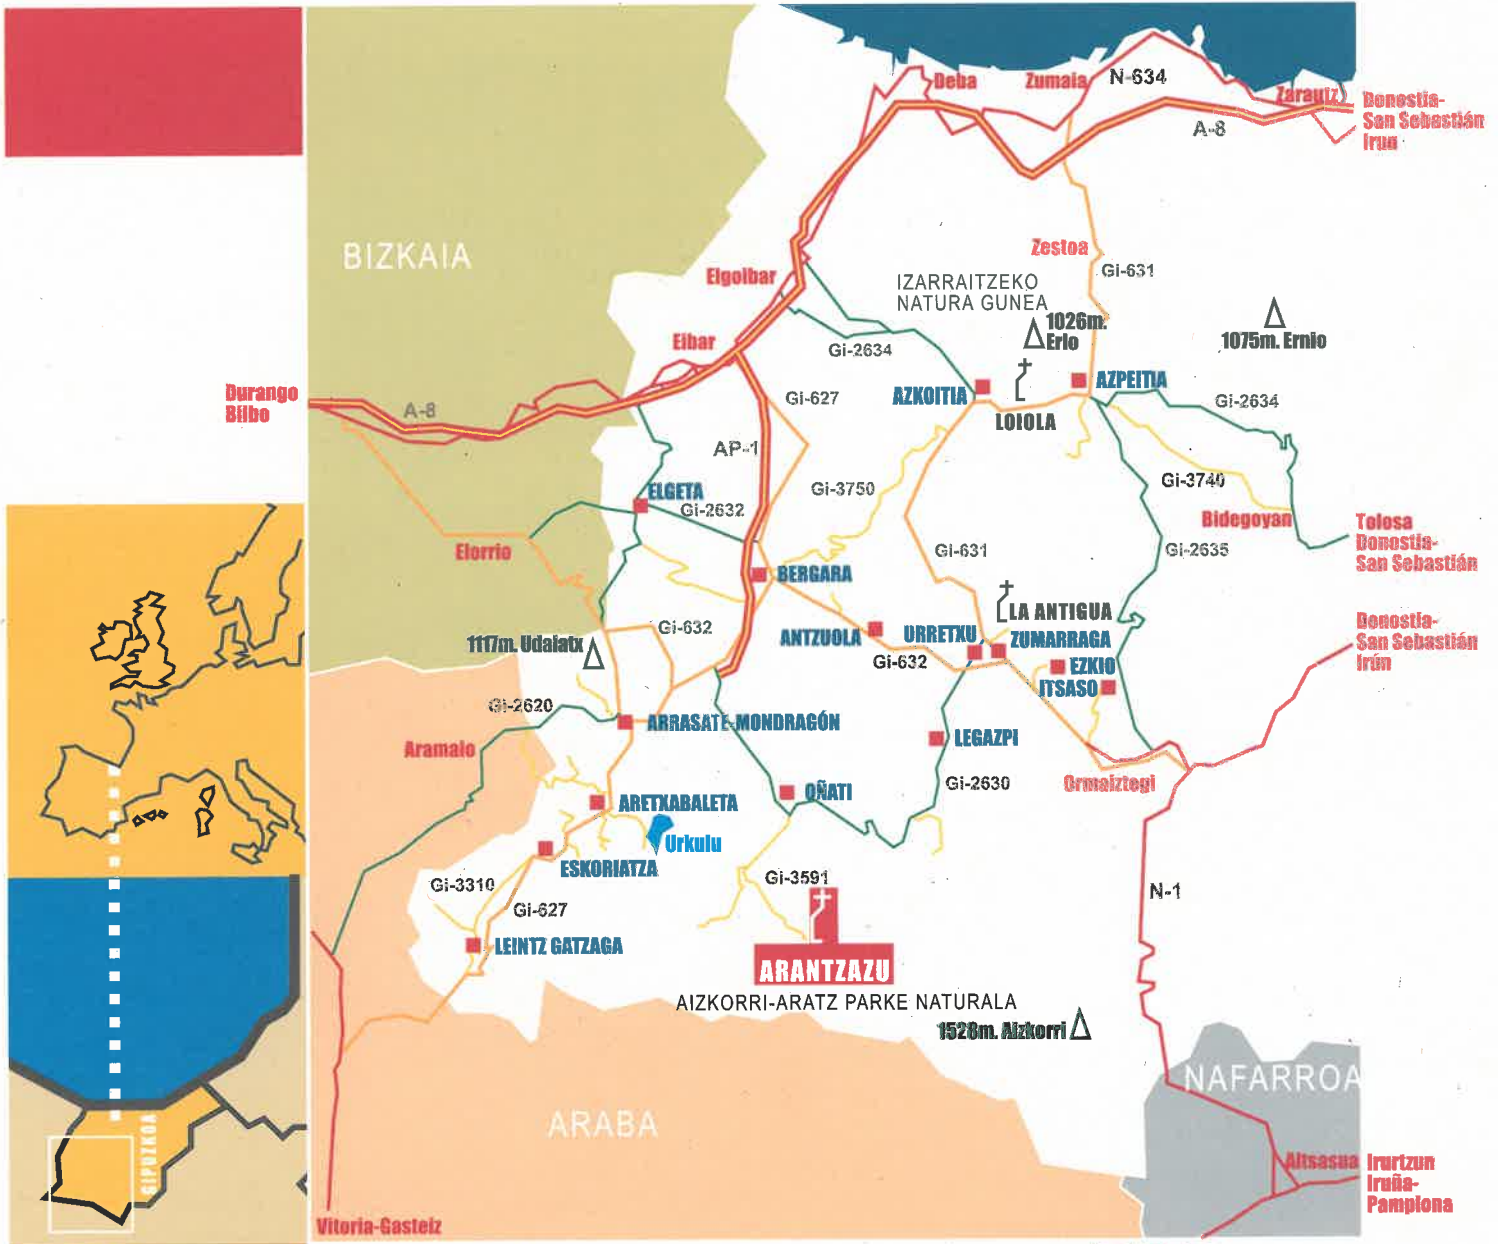 Deba
Zumaia
N-634
Zarautz
Donostia-
San Sebastián
Irun
A-8
BIZKAIA
Zestoa
Elgoibar
IZARRAITZEKO
NATURA GUNEA
Gi-631
1026m.
Erlo
1075m. Ernio
Eibar
Gi-2634
Durango
Bilbo
A-8
Gi-627
AZKOITIA
AZPEITIA
Gi-2634
LOIOLA
AP-1
ELGETA
Gi-2632
Gi-3750
Gi-3740
Bidegoyan
Tolosa
Donostia-
San Sebastián
Elorrio
Gi-631
Gi-2635
BERGARA
LA ANTIGUA
1117m. Udalatx
Gi-632
ANTZUOLA
URRETXU
ZUMARRAGA
Donostia-
San Sebastián
Irún
Gi-632
EZKIO
ITSASO
Gi-2620
ARRASATE-MONDRAGÓN
Aramaio
LEGAZPI
Ormaiztegi
OÑATI
Gi-2630
ARETXABALETA
Urkulu
ESKORIATZA
Gi-3310
Gi-3591
N-1
Gi-627
LEINTZ GATZAGA
ARANTZAZU
AIZKORRI-ARATZ PARKE NATURALA
1528m. Aizkorri
NAFARROA
ARABA
GIPUZKOA
Altsasua
Irurtzun
Iruña-
Pamplona
Vitoria-Gasteiz